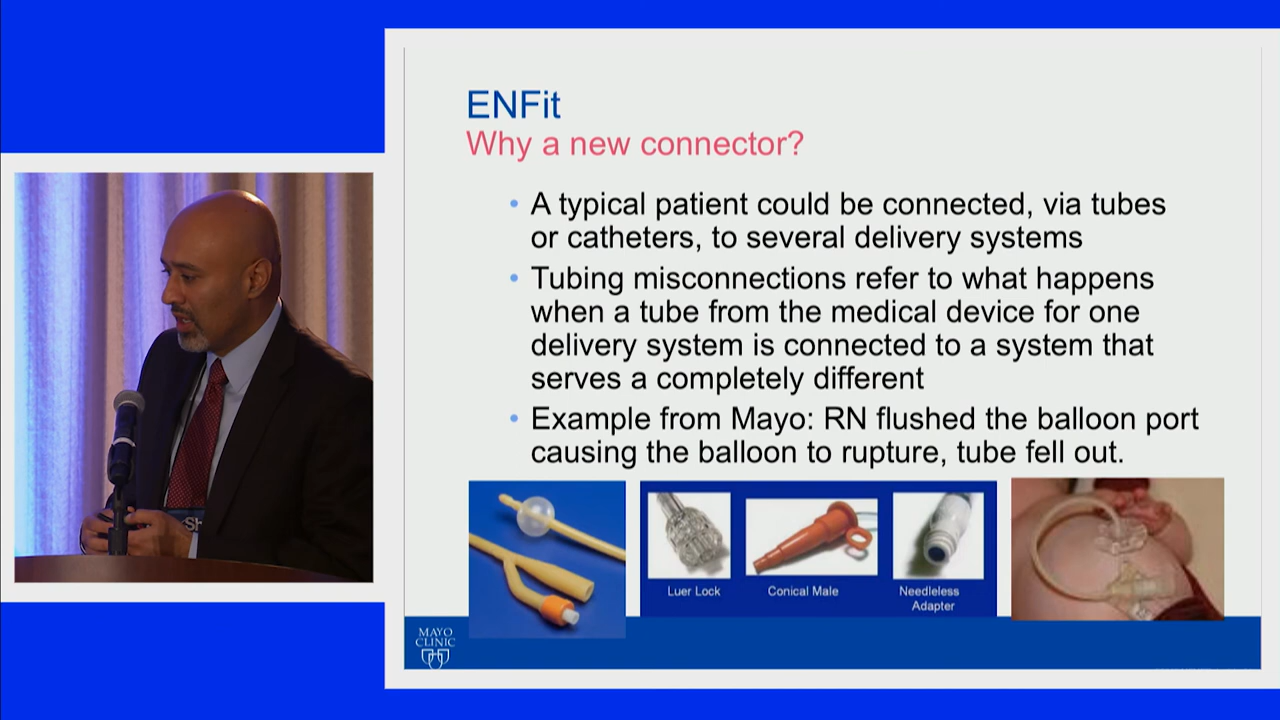 ENFit
Why a new connector?
• A typical patient could be connected, via tubes
or catheters, to several delivery systems
• Tubing misconnections refer to what happens
when a tube from the medical device for one
delivery system is connected to a system that
serves a completely different
• Example from Mayo: RN flushed the balloon port
causing the balloon to rupture, tube fell out.
Luer Lock
Conical Male
Needleless
Adapter
MAYO
CLINIC